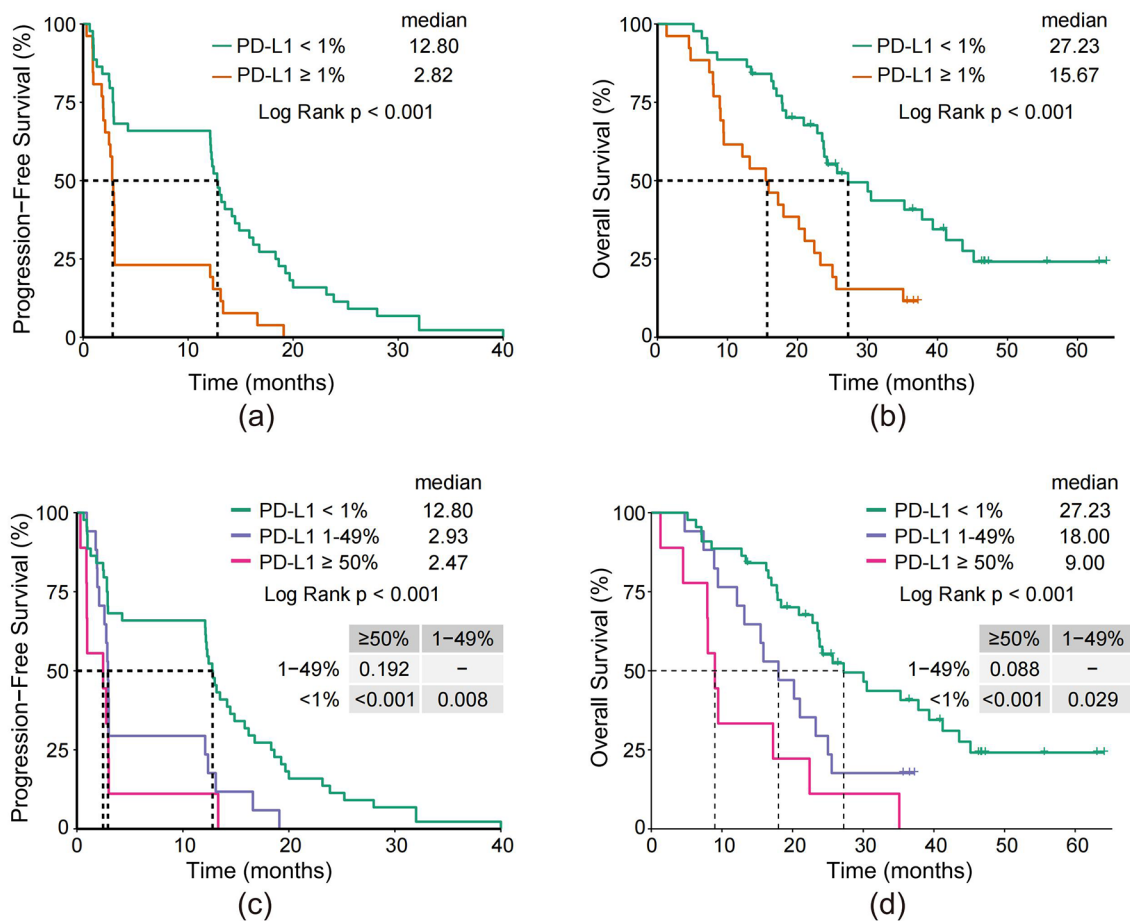 median
PD-L1 < 1% 12.80
PD-L1 ≥ 1% 2.82
Log Rank p < 0.001
Progression−Free Survival (%)
100
75
50
25
0
0 10 20 30 40
Time (months)
(a)
median
PD-L1 < 1% 27.23
PD-L1 ≥ 1% 15.67
Log Rank p < 0.001
Overall Survival (%)
100
75
50
25
0
0 10 20 30 40 50 60
Time (months)
(b)
median
PD-L1 < 1% 12.80
PD-L1 1-49% 2.93
PD-L1 ≥ 50% 2.47
Log Rank p < 0.001
≥50% 1−49%
1−49% 0.192 −
<1% <0.001 0.008
Progression−Free Survival (%)
100
75
50
25
0
0 10 20 30 40
Time (months)
(c)
median
PD-L1 < 1% 27.23
PD-L1 1-49% 18.00
PD-L1 ≥ 50% 9.00
Log Rank p < 0.001
≥50% 1−49%
1−49% 0.088 −
<1% <0.001 0.029
Overall Survival (%)
100
75
50
25
0
0 10 20 30 40 50 60
Time (months)
(d)